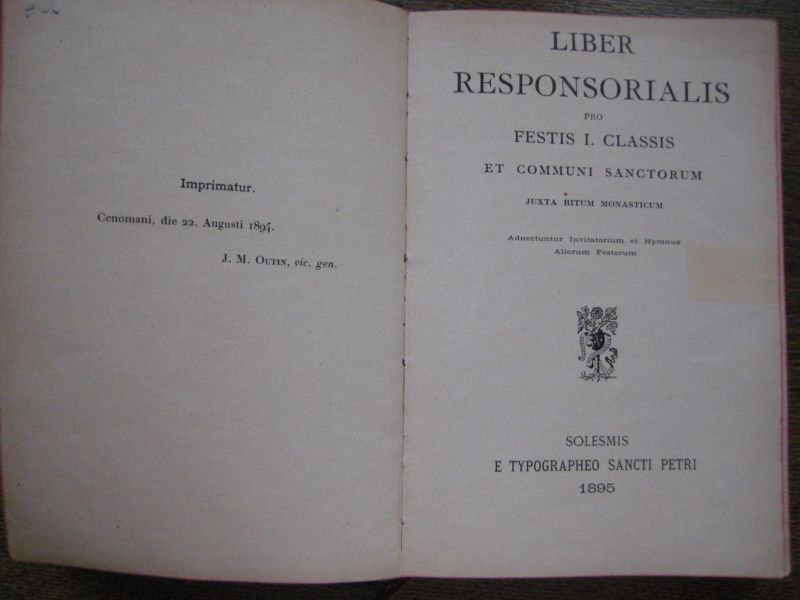 Imprimatur.
Cenomani, die 22. Augusti 1894.
J. M. OUTIN, vic. gen.
LIBER
RESPONSORIALIS
PRO
FESTIS I. CLASSIS
ET COMMUNI SANCTORUM
JUXTA RITUM MONASTICUM
Adnectuntur Invitatorium et Hymnus
Aliorum Festorum
SOLESMIS
E TYPOGRAPHEO SANCTI PETRI
1895